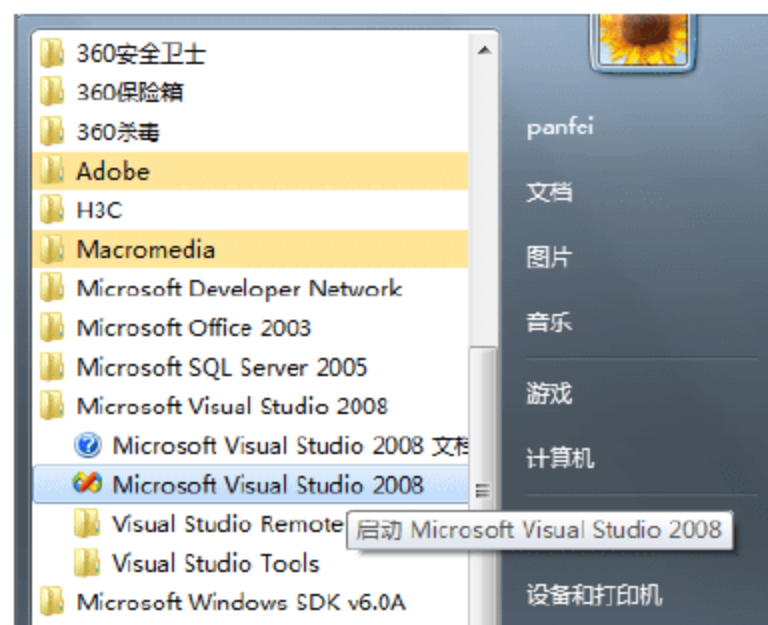 360安全卫士
360保险箱
360杀毒
Adobe
H3C
Macromedia
Microsoft Developer Network
Microsoft Office 2003
Microsoft SQL Server 2005
Microsoft Visual Studio 2008
Microsoft Visual Studio 2008 文档
Microsoft Visual Studio 2008
Visual Studio Remote
启动 Microsoft Visual Studio 2008
Visual Studio Tools
Microsoft Windows SDK v6.0A
panfei
文档
图片
音乐
游戏
计算机
设备和打印机